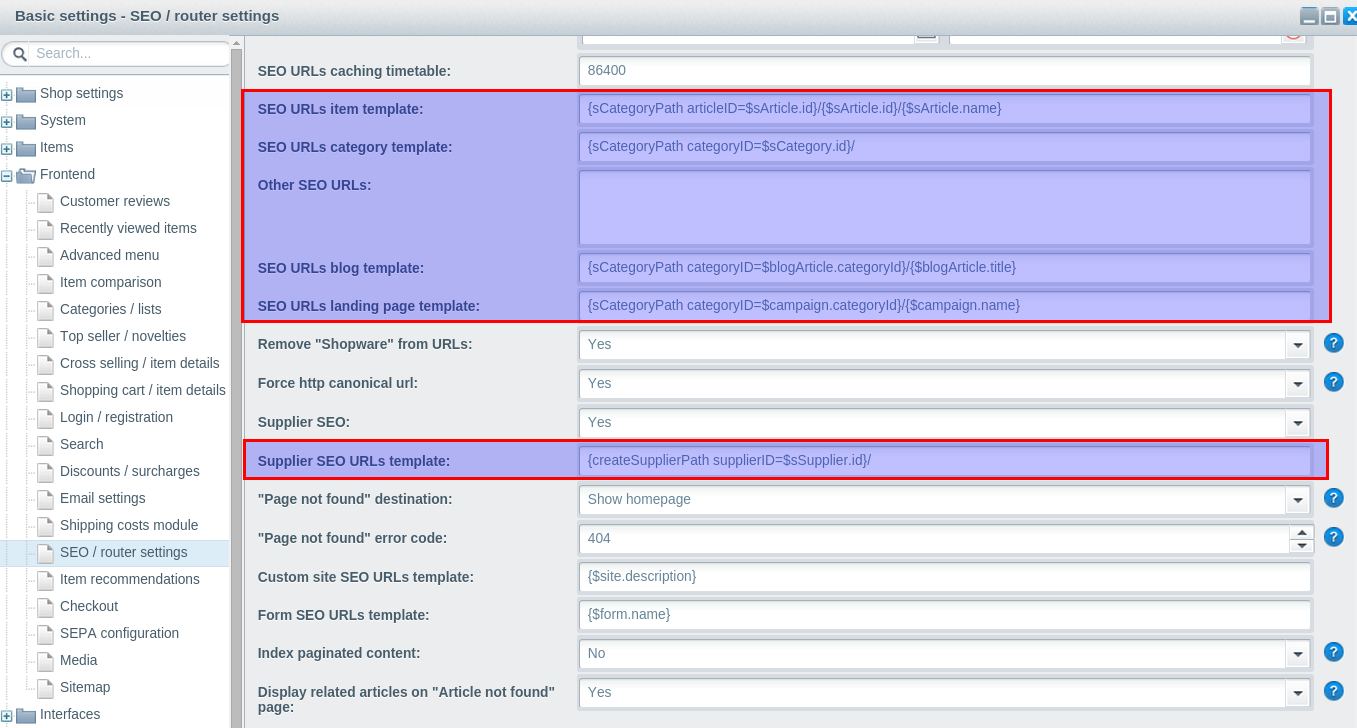 Basic settings - SEO / router settings
Search...
Shop settings
System
Items
Frontend
Customer reviews
Recently viewed items
Advanced menu
Item comparison
Categories / lists
Top seller / novelties
Cross selling / item details
Shopping cart / item details
Login / registration
Search
Discounts / surcharges
Email settings
Shipping costs module
SEO / router settings
Item recommendations
Checkout
SEPA configuration
Media
Sitemap
Interfaces
SEO URLs caching timetable: 86400
SEO URLs item template: {sCategoryPath articleID=$sArticle.id}/{$sArticle.id}/{$sArticle.name}
SEO URLs category template: {sCategoryPath categoryID=$sCategory.id}/
Other SEO URLs:
SEO URLs blog template: {sCategoryPath categoryID=$blogArticle.categoryId}/{$blogArticle.title}
SEO URLs landing page template: {sCategoryPath categoryID=$campaign.categoryId}/{$campaign.name}
Remove "Shopware" from URLs: Yes ?
Force http canonical url: Yes ?
Supplier SEO: Yes
Supplier SEO URLs template: {createSupplierPath supplierID=$sSupplier.id}/
"Page not found" destination: Show homepage ?
"Page not found" error code: 404 ?
Custom site SEO URLs template: {$site.description}
Form SEO URLs template: {$form.name}
Index paginated content: No ?
Display related articles on "Article not found" Yes ?
page: